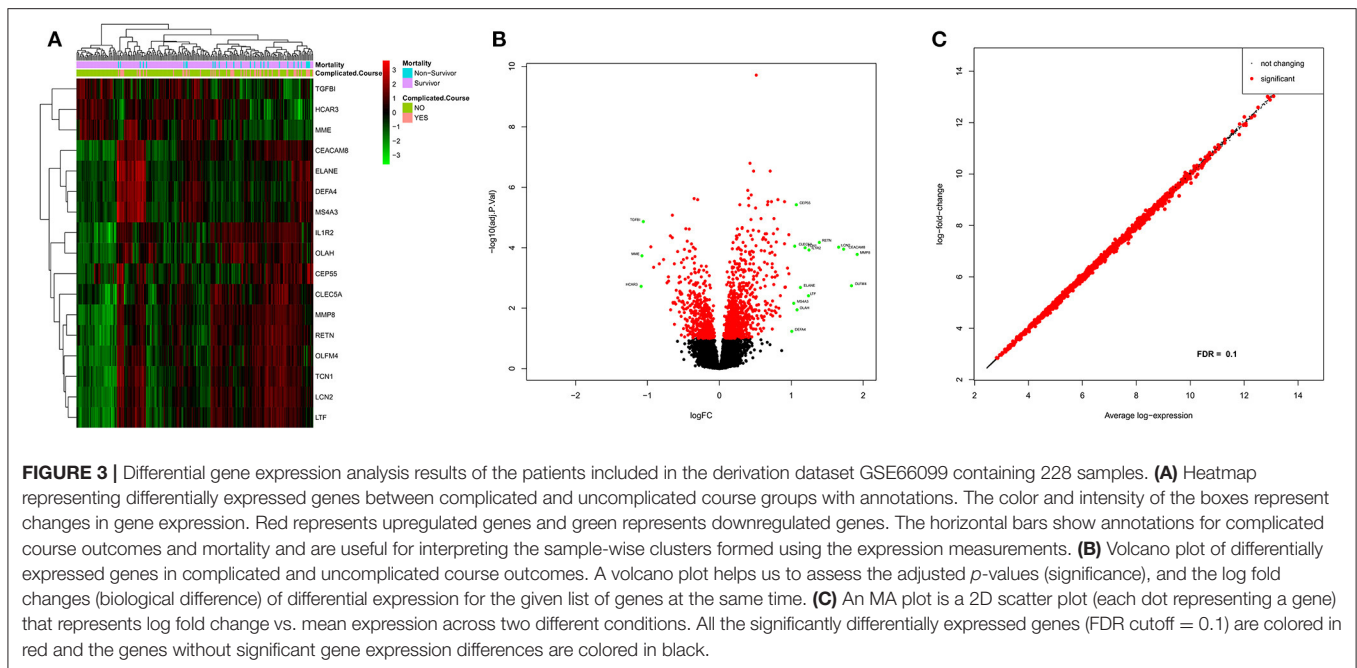 A
Mortality
Complicated.Course
TGFBI
HCAR3
MME
CEACAM8
ELANE
DEFA4
MS4A3
IL1R2
OLAH
CEP55
CLEC5A
MMP8
RETN
OLFM4
TCN1
LCN2
LTF
3
2
1
0
−1
−2
−3
Mortality
Non-Survivor
Survivor
Complicated.Course
NO
YES
B
−log10(adj.P.Val)
10
8
6
4
2
0
−2
−1
0
1
2
logFC
TGFBI
MME
HCAR3
CEP55
RETN
LCN2
CEACAM8
MMP8
OLFM4
ELANE
LTF
MS4A3
OLAH
DEFA4
C
not changing
significant
log−fold−change
14
12
10
8
6
4
2
4
6
8
10
12
14
Average log−expression
FDR = 0.1
FIGURE 3 | Differential gene expression analysis results of the patients included in the derivation dataset GSE66099 containing 228 samples. (A) Heatmap
representing differentially expressed genes between complicated and uncomplicated course groups with annotations. The color and intensity of the boxes represent
changes in gene expression. Red represents upregulated genes and green represents downregulated genes. The horizontal bars show annotations for complicated
course outcomes and mortality and are useful for interpreting the sample-wise clusters formed using the expression measurements. (B) Volcano plot of differentially
expressed genes in complicated and uncomplicated course outcomes. A volcano plot helps us to assess the adjusted p-values (significance), and the log fold
changes (biological difference) of differential expression for the given list of genes at the same time. (C) An MA plot is a 2D scatter plot (each dot representing a gene)
that represents log fold change vs. mean expression across two different conditions. All the significantly differentially expressed genes (FDR cutoff = 0.1) are colored in
red and the genes without significant gene expression differences are colored in black.